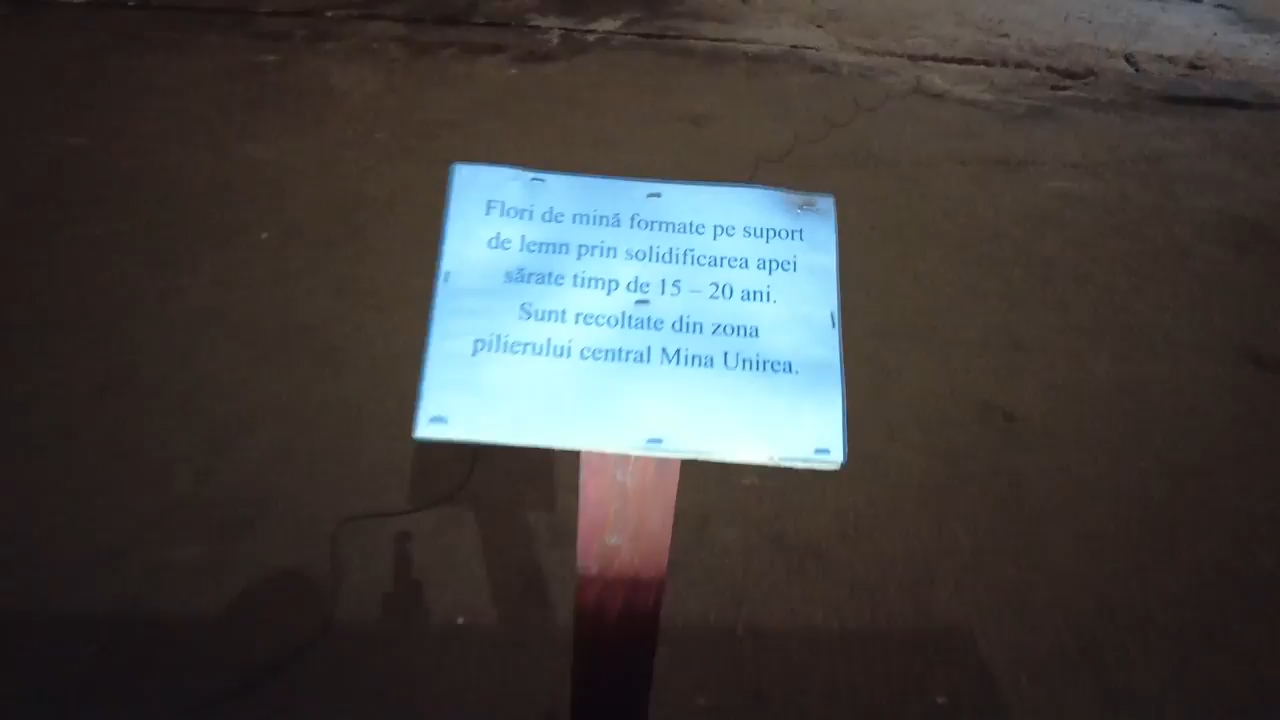 Flori de mină formate pe suport
de lemn prin solidificarea apei
sărate timp de 15 – 20 ani.
Sunt recoltate din zona
pilierului central Mina Unirea.